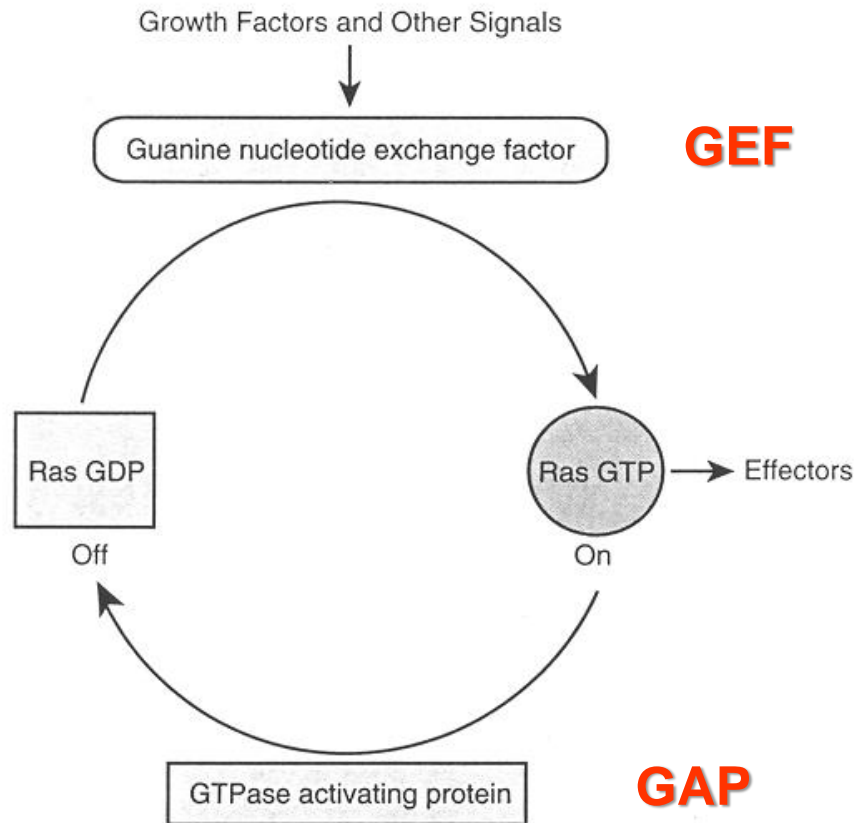 Growth Factors and Other Signals
Guanine nucleotide exchange factor
GEF
Ras GDP
Ras GTP
Effectors
Off
On
GTPase activating protein
GAP